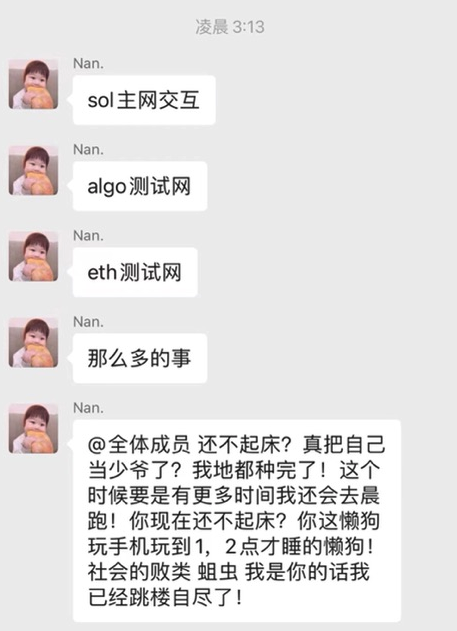 凌晨 3:13
Nan.
sol主网交互
Nan.
algo测试网
Nan.
eth测试网
Nan.
那么多的事
Nan.
@全体成员 还不起床？真把自己
当少爷了？我地都种完了！这个
时候要是有更多时间我还会去晨
跑！你现在还不起床？你这懒狗
玩手机玩到1，2点才睡的懒狗！
社会的败类 蛆虫 我是你的话我
已经跳楼自尽了！